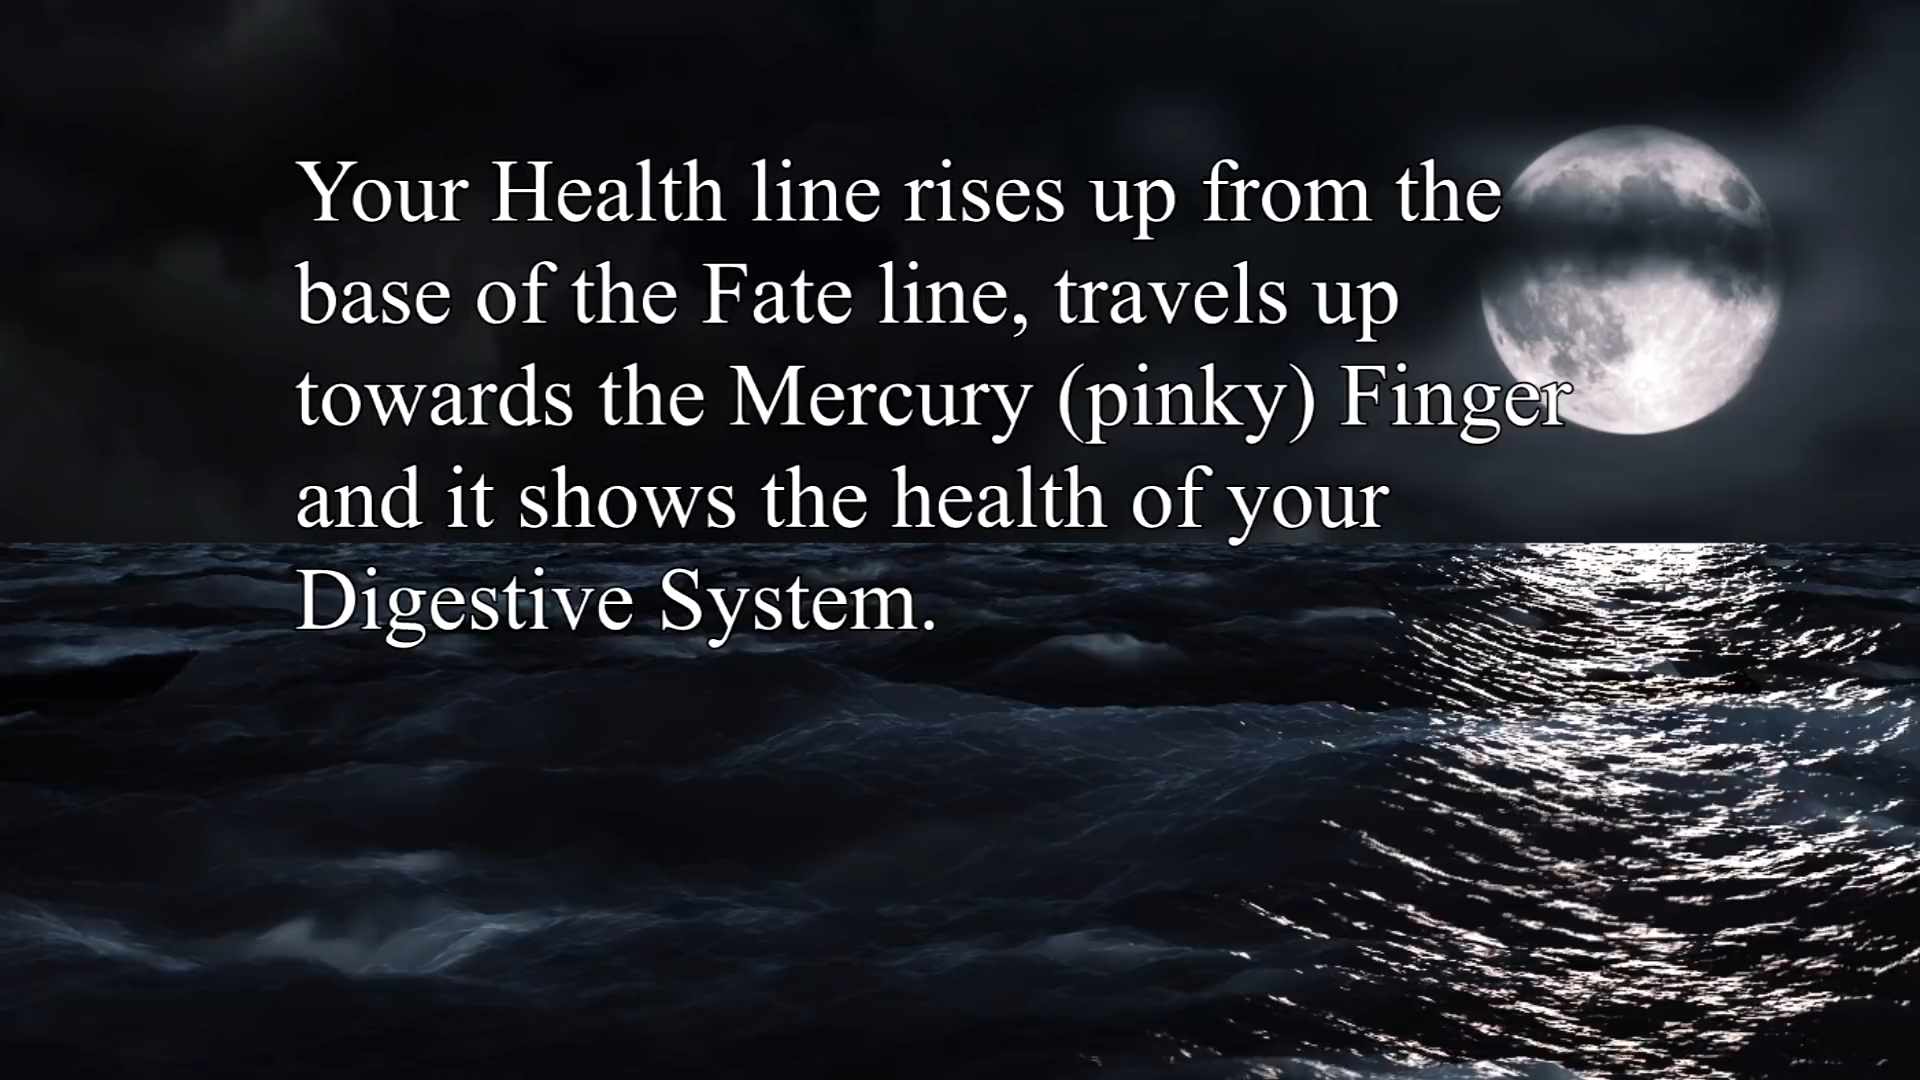 Your Health line rises up from the
base of the Fate line, travels up
towards the Mercury (pinky) Finger
and it shows the health of your
Digestive System.